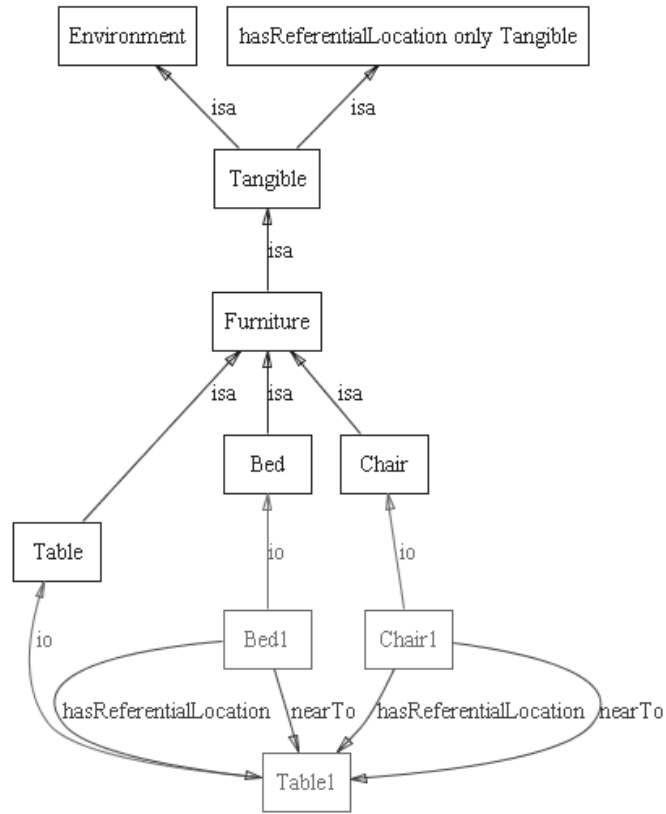 Environment
hasReferentialLocation only Tangible
isa
isa
Tangible
isa
Furniture
isa
isa
isa
Bed
Chair
Table
io
io
io
Bed1
Chair1
hasReferentialLocation
nearTo
hasReferentialLocation
nearTo
Table1